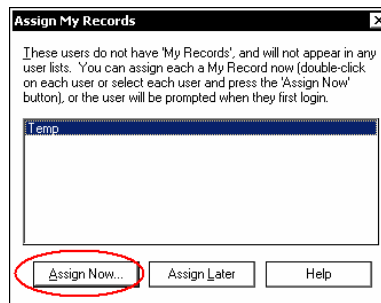 Assign My Records
These users do not have 'My Records', and will not appear in any
user lists. You can assign each a My Record now (double-click
on each user or select each user and press the 'Assign Now'
button), or the user will be prompted when they first login.
Temp
Assign Now...
Assign Later
Help